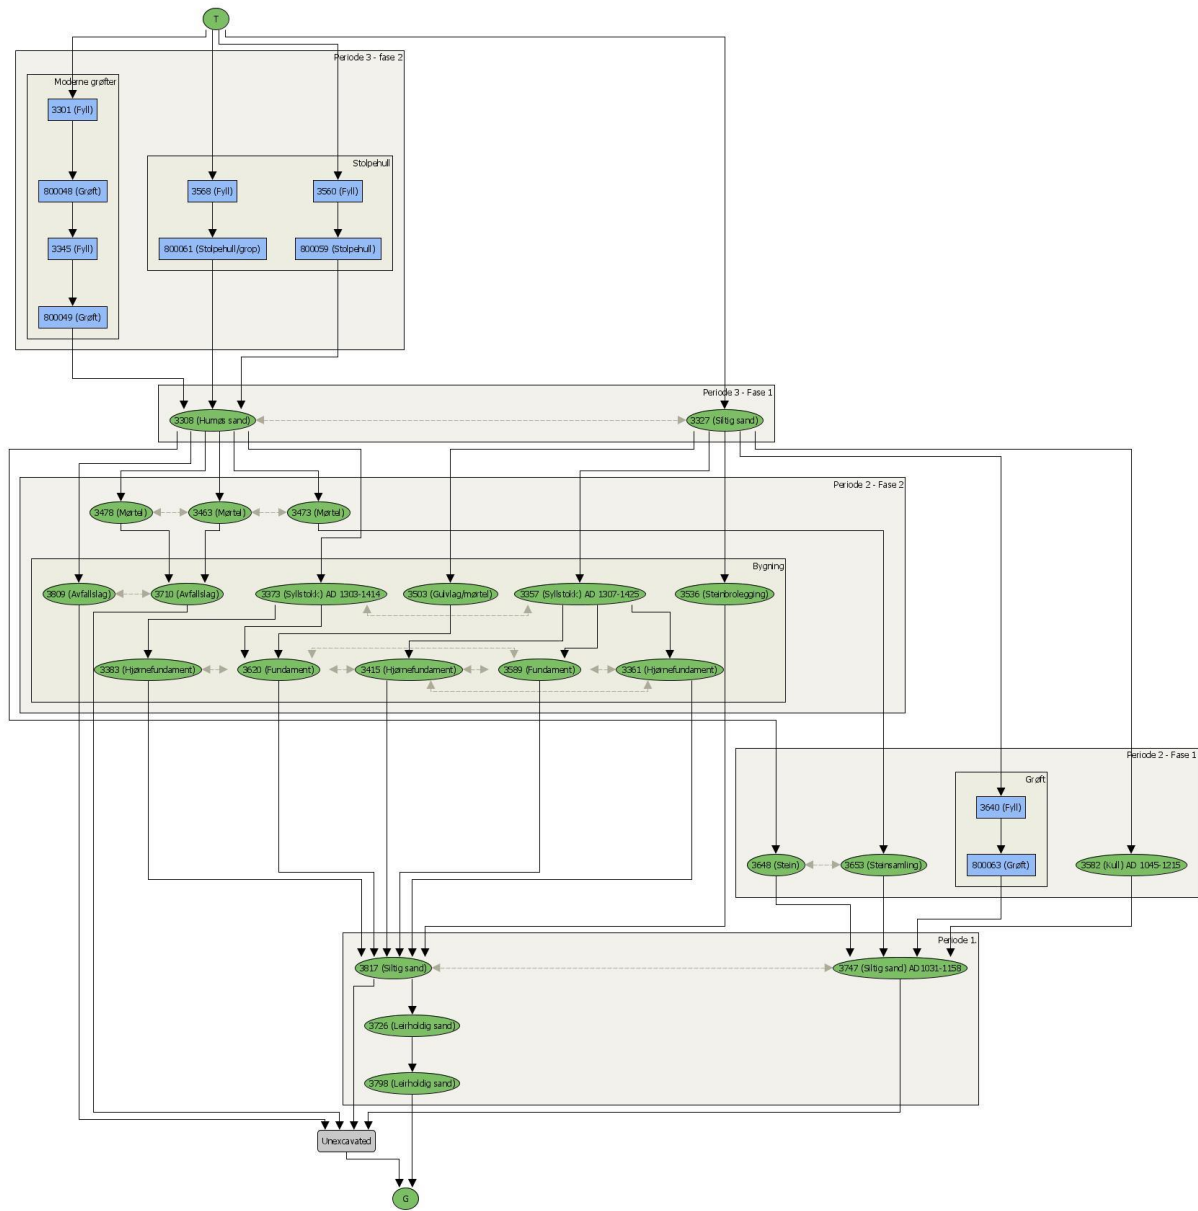 T
Periode 3 - fase 2
Moderne grøfter
3301 (Fyll)
Stolpehull
800048 (Grøft)
3568 (Fyll)
3560 (Fyll)
3345 (Fyll)
800061 (Stolpehull/grop)
800059 (Stolpehull)
800049 (Grøft)
Periode 3 - Fase 1
3308 (Humøs sand)
3327 (Siltig sand)
Periode 2 - Fase 2
3478 (Mørtel)
3463 (Mørtel)
3473 (Mørtel)
Bygning
3809 (Avfallslag)
3710 (Avfallslag)
3373 (Syllstokk) AD 1303-1414
3503 (Gulvlag/mørtel)
3357 (Syllstokk) AD 1307-1425
3536 (Steinbrolegging)
3383 (Hjørnefundament)
3620 (Fundament)
3415 (Hjørnefundament)
3589 (Fundament)
3361 (Hjørnefundament)
Periode 2 - Fase 1
Grøft
3640 (Fyll)
3648 (Stein)
3653 (Steinsamling)
800063 (Grøft)
3582 (Kull) AD 1045-1215
Periode 1.
3817 (Siltig sand)
3747 (Siltig sand) AD 1031-1158
3726 (Leirholdig sand)
3798 (Leirholdig sand)
Unexcavated
G